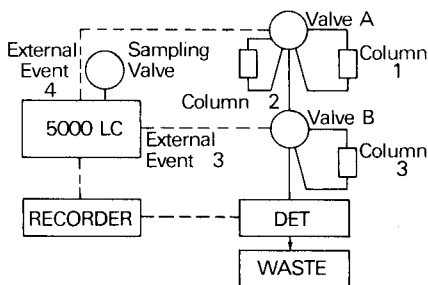 Valve A
External
Event
4
Sampling
Valve
Column
1
Column 2
5000 LC
Valve B
External
Event 3
Column
3
RECORDER
DET
WASTE